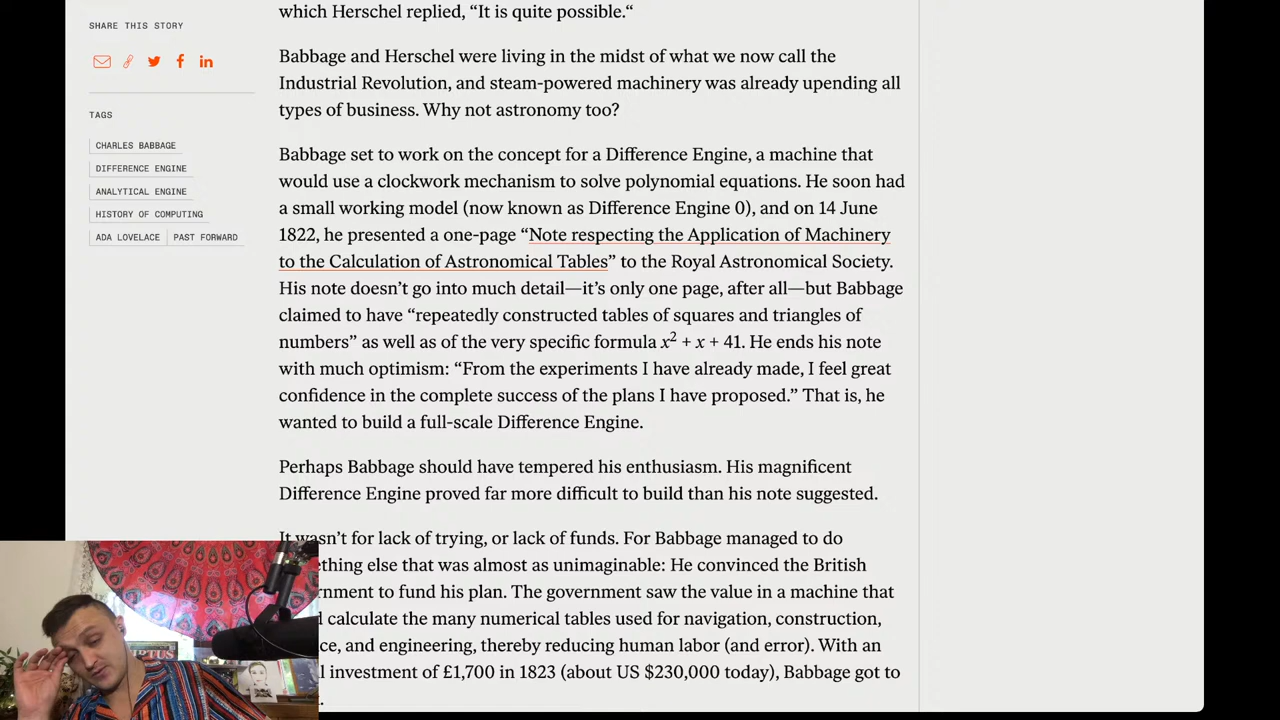 SHARE THIS STORY
TAGS
CHARLES BABBAGE
DIFFERENCE ENGINE
ANALYTICAL ENGINE
HISTORY OF COMPUTING
ADA LOVELACE
PAST FORWARD
which Herschel replied, “It is quite possible.“
Babbage and Herschel were living in the midst of what we now call the
Industrial Revolution, and steam-powered machinery was already upending all
types of business. Why not astronomy too?
Babbage set to work on the concept for a Difference Engine, a machine that
would use a clockwork mechanism to solve polynomial equations. He soon had
a small working model (now known as Difference Engine 0), and on 14 June
1822, he presented a one-page “Note respecting the Application of Machinery
to the Calculation of Astronomical Tables” to the Royal Astronomical Society.
His note doesn’t go into much detail—it’s only one page, after all—but Babbage
claimed to have “repeatedly constructed tables of squares and triangles of
numbers” as well as of the very specific formula x² + x + 41. He ends his note
with much optimism: “From the experiments I have already made, I feel great
confidence in the complete success of the plans I have proposed.” That is, he
wanted to build a full-scale Difference Engine.
Perhaps Babbage should have tempered his enthusiasm. His magnificent
Difference Engine proved far more difficult to build than his note suggested.
It wasn’t for lack of trying, or lack of funds. For Babbage managed to do
ething else that was almost as unimaginable: He convinced the British
rnment to fund his plan. The government saw the value in a machine that
calculate the many numerical tables used for navigation, construction,
ce, and engineering, thereby reducing human labor (and error). With an
l investment of £1,700 in 1823 (about US $230,000 today), Babbage got to